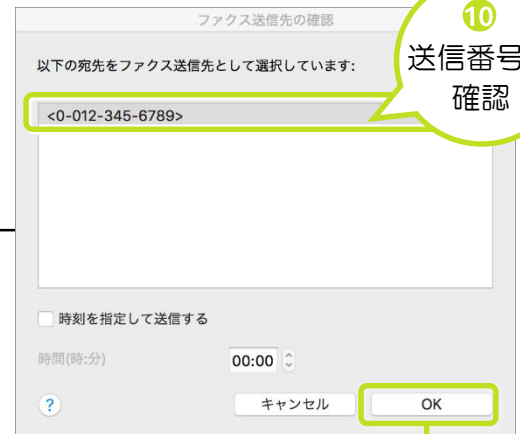 ファクス送信先の確認
10
送信番号
確認
以下の宛先をファクス送信先として選択しています:
<0-012-345-6789>
時刻を指定して送信する
時間(時:分)
00:00
?
キャンセル
OK